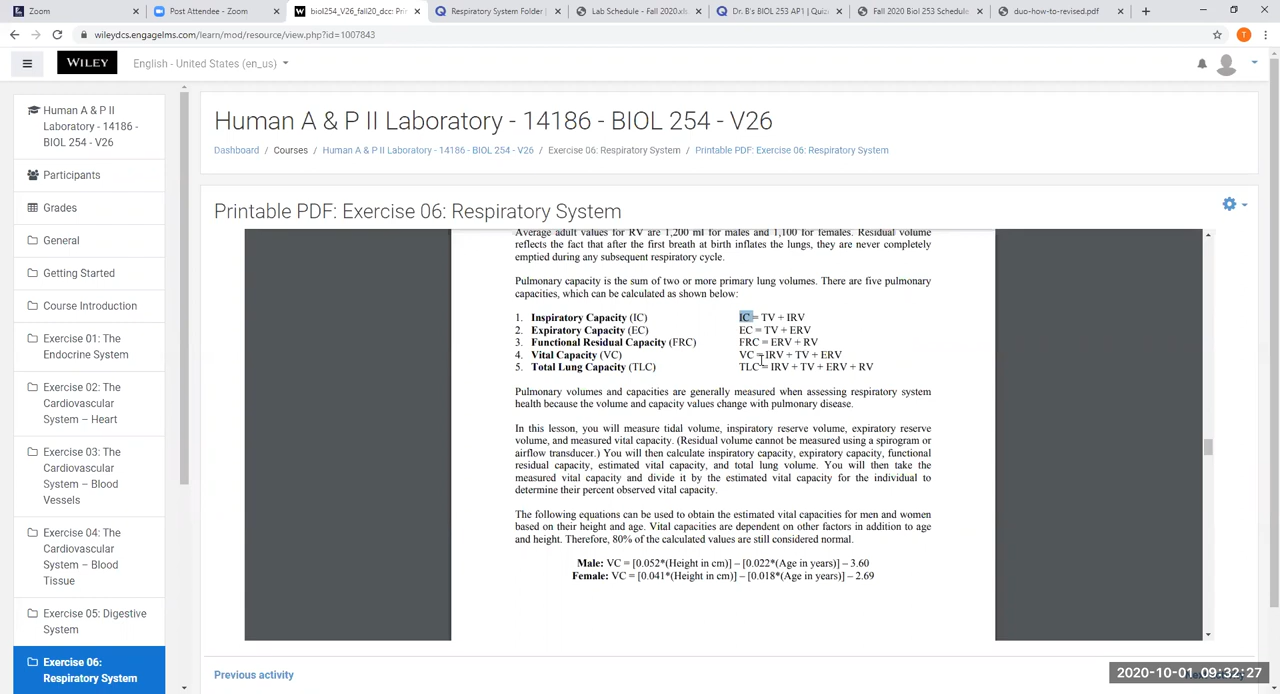 Zoom
Post Attendee - Zoom
biol254_V26_fall20_dcc: Pri
Respiratory System Folder |
Lab Schedule - Fall 2020.xls
Dr. B's BIOL 253 AP1 | Quiz
Fall 2020 Biol 253 Schedule
duo-how-to-revised.pdf
wileydcs.engagelms.com/learn/mod/resource/view.php?id=1007843
T
WILEY
English - United States (en_us)
Human A & P II
Laboratory - 14186 -
BIOL 254 - V26
Participants
Grades
General
Getting Started
Course Introduction
Exercise 01: The
Endocrine System
Exercise 02: The
Cardiovascular
System – Heart
Exercise 03: The
Cardiovascular
System – Blood
Vessels
Exercise 04: The
Cardiovascular
System – Blood
Tissue
Exercise 05: Digestive
System
Exercise 06:
Respiratory System
Human A & P II Laboratory - 14186 - BIOL 254 - V26
Dashboard / Courses / Human A & P II Laboratory - 14186 - BIOL 254 - V26 / Exercise 06: Respiratory System / Printable PDF: Exercise 06: Respiratory System
Printable PDF: Exercise 06: Respiratory System
Average adult values for RV are 1,200 ml for males and 1,100 for females. Residual volume
reflects the fact that after the first breath at birth inflates the lungs, they are never completely
emptied during any subsequent respiratory cycle.
Pulmonary capacity is the sum of two or more primary lung volumes. There are five pulmonary
capacities, which can be calculated as shown below:
1. Inspiratory Capacity (IC) IC = TV + IRV
2. Expiratory Capacity (EC) EC = TV + ERV
3. Functional Residual Capacity (FRC) FRC = ERV + RV
4. Vital Capacity (VC) VC = IRV + TV + ERV
5. Total Lung Capacity (TLC) TLC = IRV + TV + ERV + RV
Pulmonary volumes and capacities are generally measured when assessing respiratory system
health because the volume and capacity values change with pulmonary disease.
In this lesson, you will measure tidal volume, inspiratory reserve volume, expiratory reserve
volume, and measured vital capacity. (Residual volume cannot be measured using a spirogram or
airflow transducer.) You will then calculate inspiratory capacity, expiratory capacity, functional
residual capacity, estimated vital capacity, and total lung volume. You will then take the
measured vital capacity and divide it by the estimated vital capacity for the individual to
determine their percent observed vital capacity.
The following equations can be used to obtain the estimated vital capacities for men and women
based on their height and age. Vital capacities are dependent on other factors in addition to age
and height. Therefore, 80% of the calculated values are still considered normal.
Male: VC = [0.052*(Height in cm)] – [0.022*(Age in years)] – 3.60
Female: VC = [0.041*(Height in cm)] – [0.018*(Age in years)] – 2.69
Previous activity
2020-10-01 09:32:27